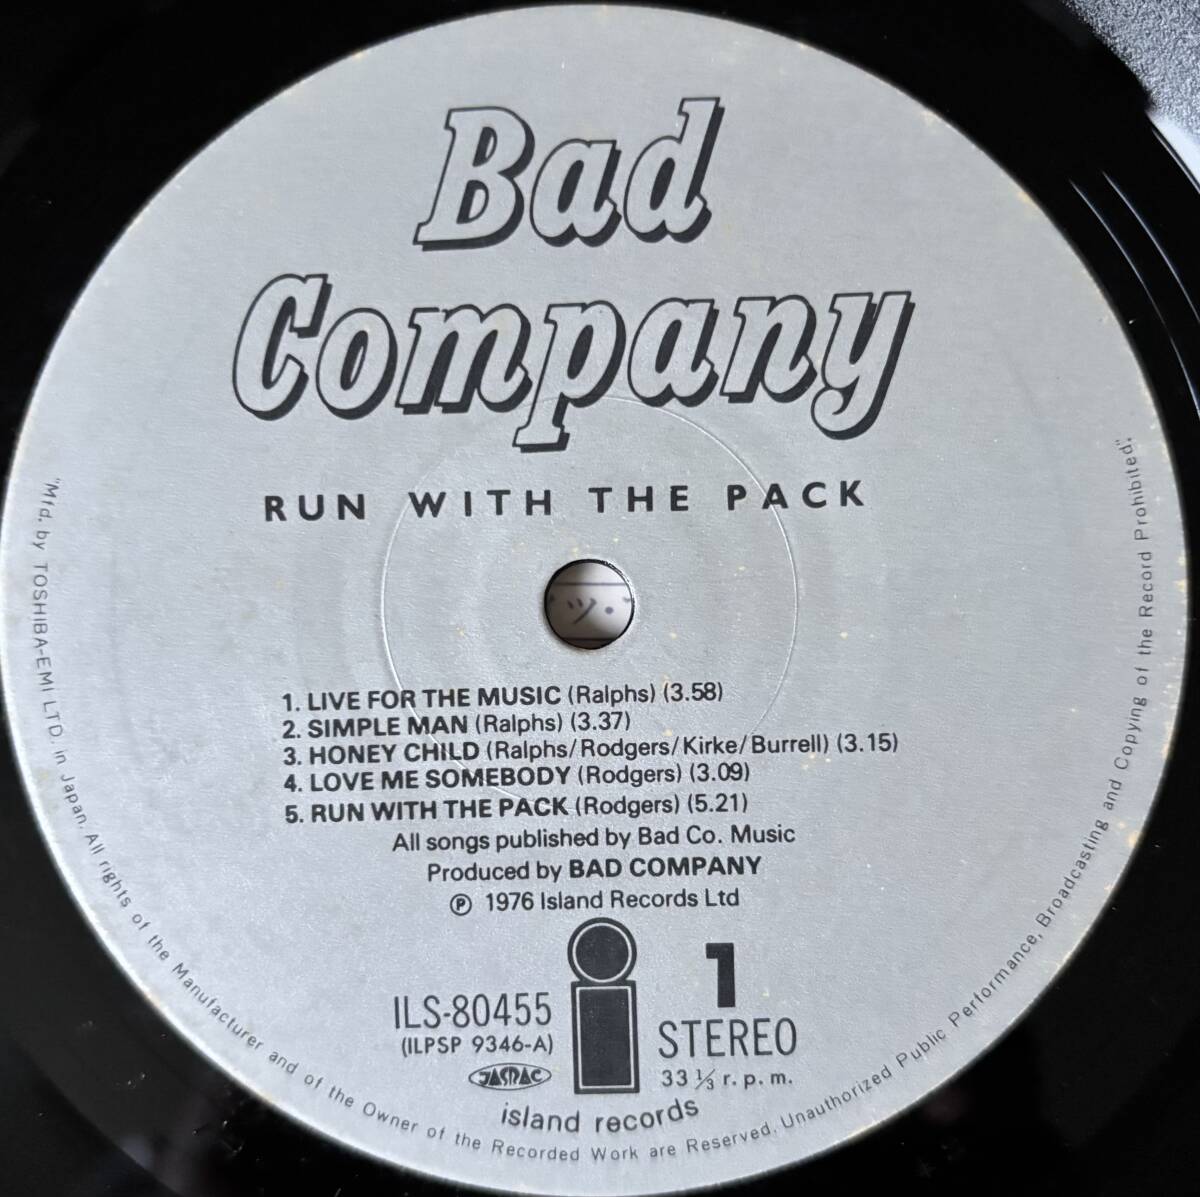 Bad
Company
RUN WITH THE PACK
ツ・
1. LIVE FOR THE MUSIC (Ralphs) (3.58)
2. SIMPLE MAN (Ralphs) (3.37)
3. HONEY CHILD (Ralphs/Rodgers/Kirke/Burrell) (3.15)
4. LOVE ME SOMEBODY (Rodgers) (3.09)
5. RUN WITH THE PACK (Rodgers) (5.21)
All songs published by Bad Co. Music
Produced by BAD COMPANY
Ⓟ 1976 Island Records Ltd
ILS-80455
(ILPSP 9346-A)
JASRAC
i
1
STEREO
33 ⅓ r.p.m.
island records
"Mfd. by TOSHIBA-EMI LTD. in Japan. All rights of the Manufacturer and of the Owner of the Recorded Work are Reserved. Unauthorized Public Performance, Broadcasting and Copying of the Record Prohibited".